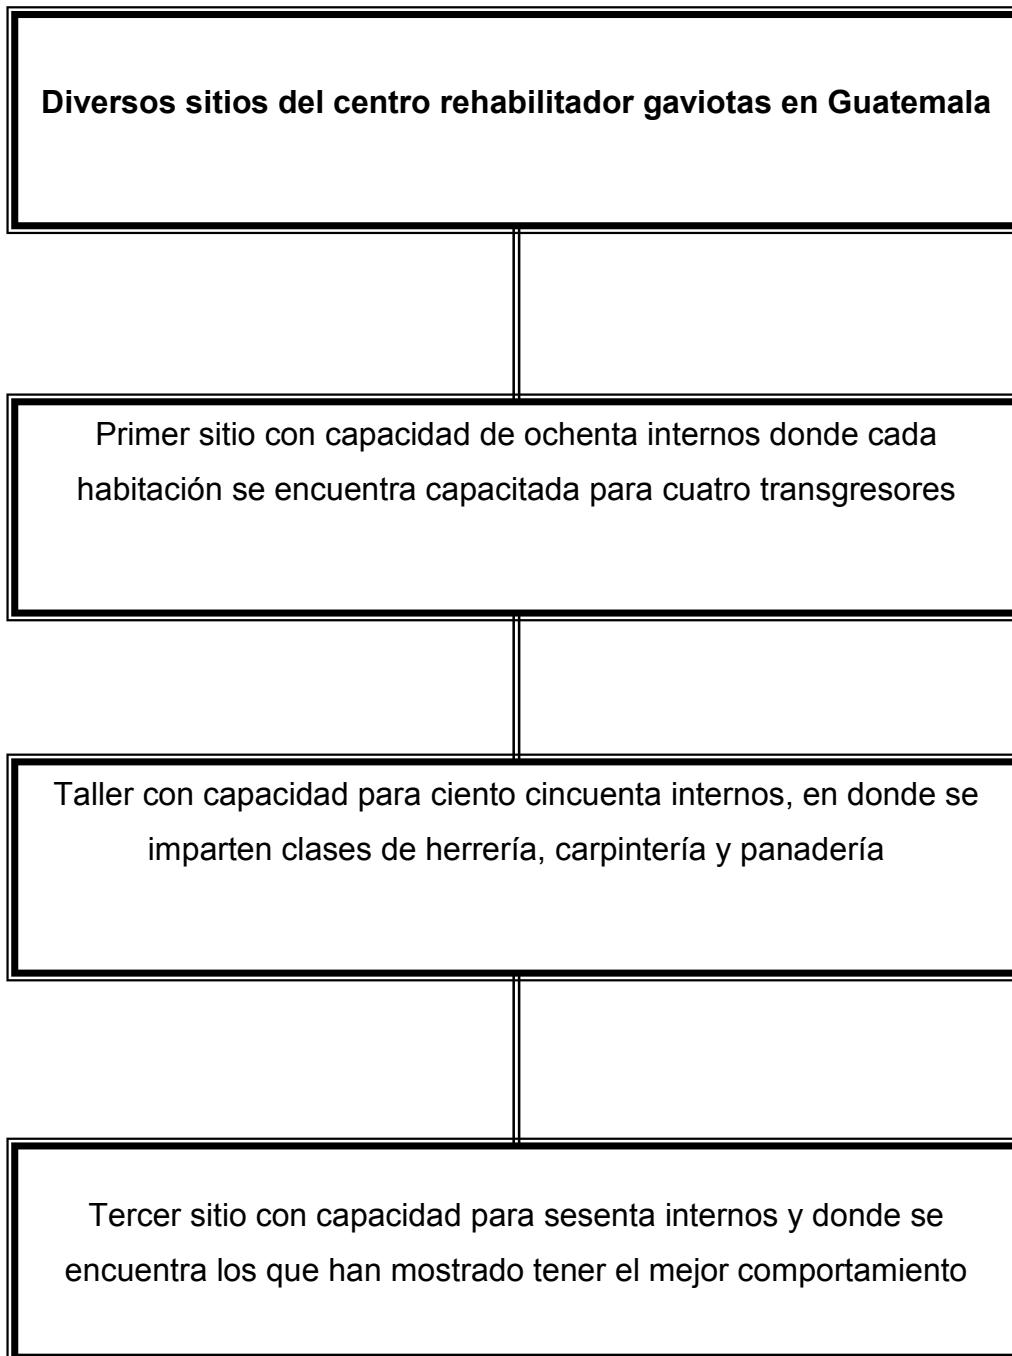 Diversos sitios del centro rehabilitador gaviotas en Guatemala
Primer sitio con capacidad de ochenta internos donde cada
habitación se encuentra capacitada para cuatro transgresores
Taller con capacidad para ciento cincuenta internos, en donde se
imparten clases de herrería, carpintería y panadería
Tercer sitio con capacidad para sesenta internos y donde se
encuentra los que han mostrado tener el mejor comportamiento